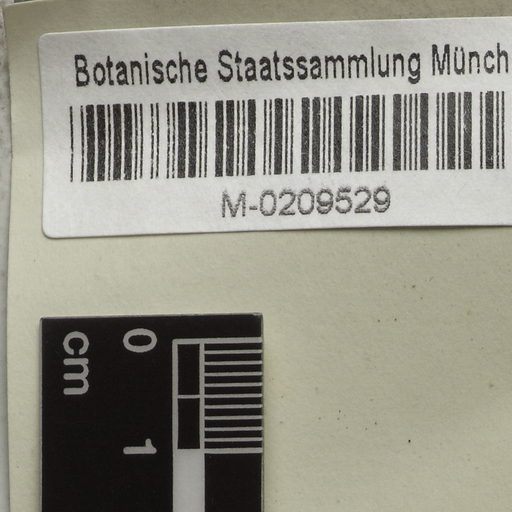 Botanische Staatssammlung Münch
M-0209529
cm
0
1